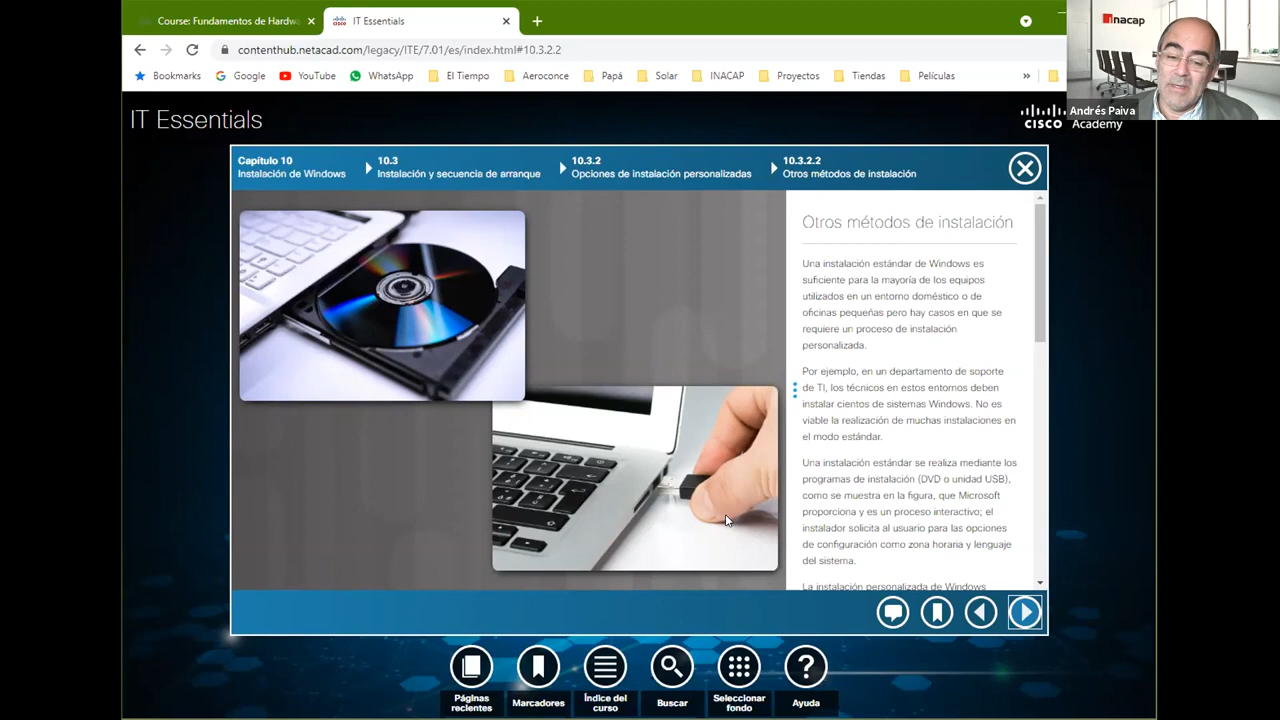 Course: Fundamentos de Hardwa
IT Essentials
contenthub.netacad.com/legacy/ITE/7.01/es/index.html#10.3.2.2
Bookmarks
Google
YouTube
WhatsApp
El Tiempo
Aeroconce
Papá
Solar
INACAP
Proyectos
Tiendas
Películas
»
inacap
Andrés Paiva
IT Essentials
cisco Academy
Capítulo 10
Instalación de Windows
10.3
Instalación y secuencia de arranque
10.3.2
Opciones de instalación personalizadas
10.3.2.2
Otros métodos de instalación
Otros métodos de instalación
Una instalación estándar de Windows es
suficiente para la mayoría de los equipos
utilizados en un entorno doméstico o de
oficinas pequeñas pero hay casos en que se
requiere un proceso de instalación
personalizada.
Por ejemplo, en un departamento de soporte
de TI, los técnicos en estos entornos deben
instalar cientos de sistemas Windows. No es
viable la realización de muchas instalaciones en
el modo estándar.
Una instalación estándar se realiza mediante los
programas de instalación (DVD o unidad USB),
como se muestra en la figura, que Microsoft
proporciona y es un proceso interactivo; el
instalador solicita al usuario para las opciones
de configuración como zona horaria y lenguaje
del sistema.
La instalación personalizada de Windows
Páginas
recientes
Marcadores
Índice del
curso
Buscar
Seleccionar
fondo
Ayuda